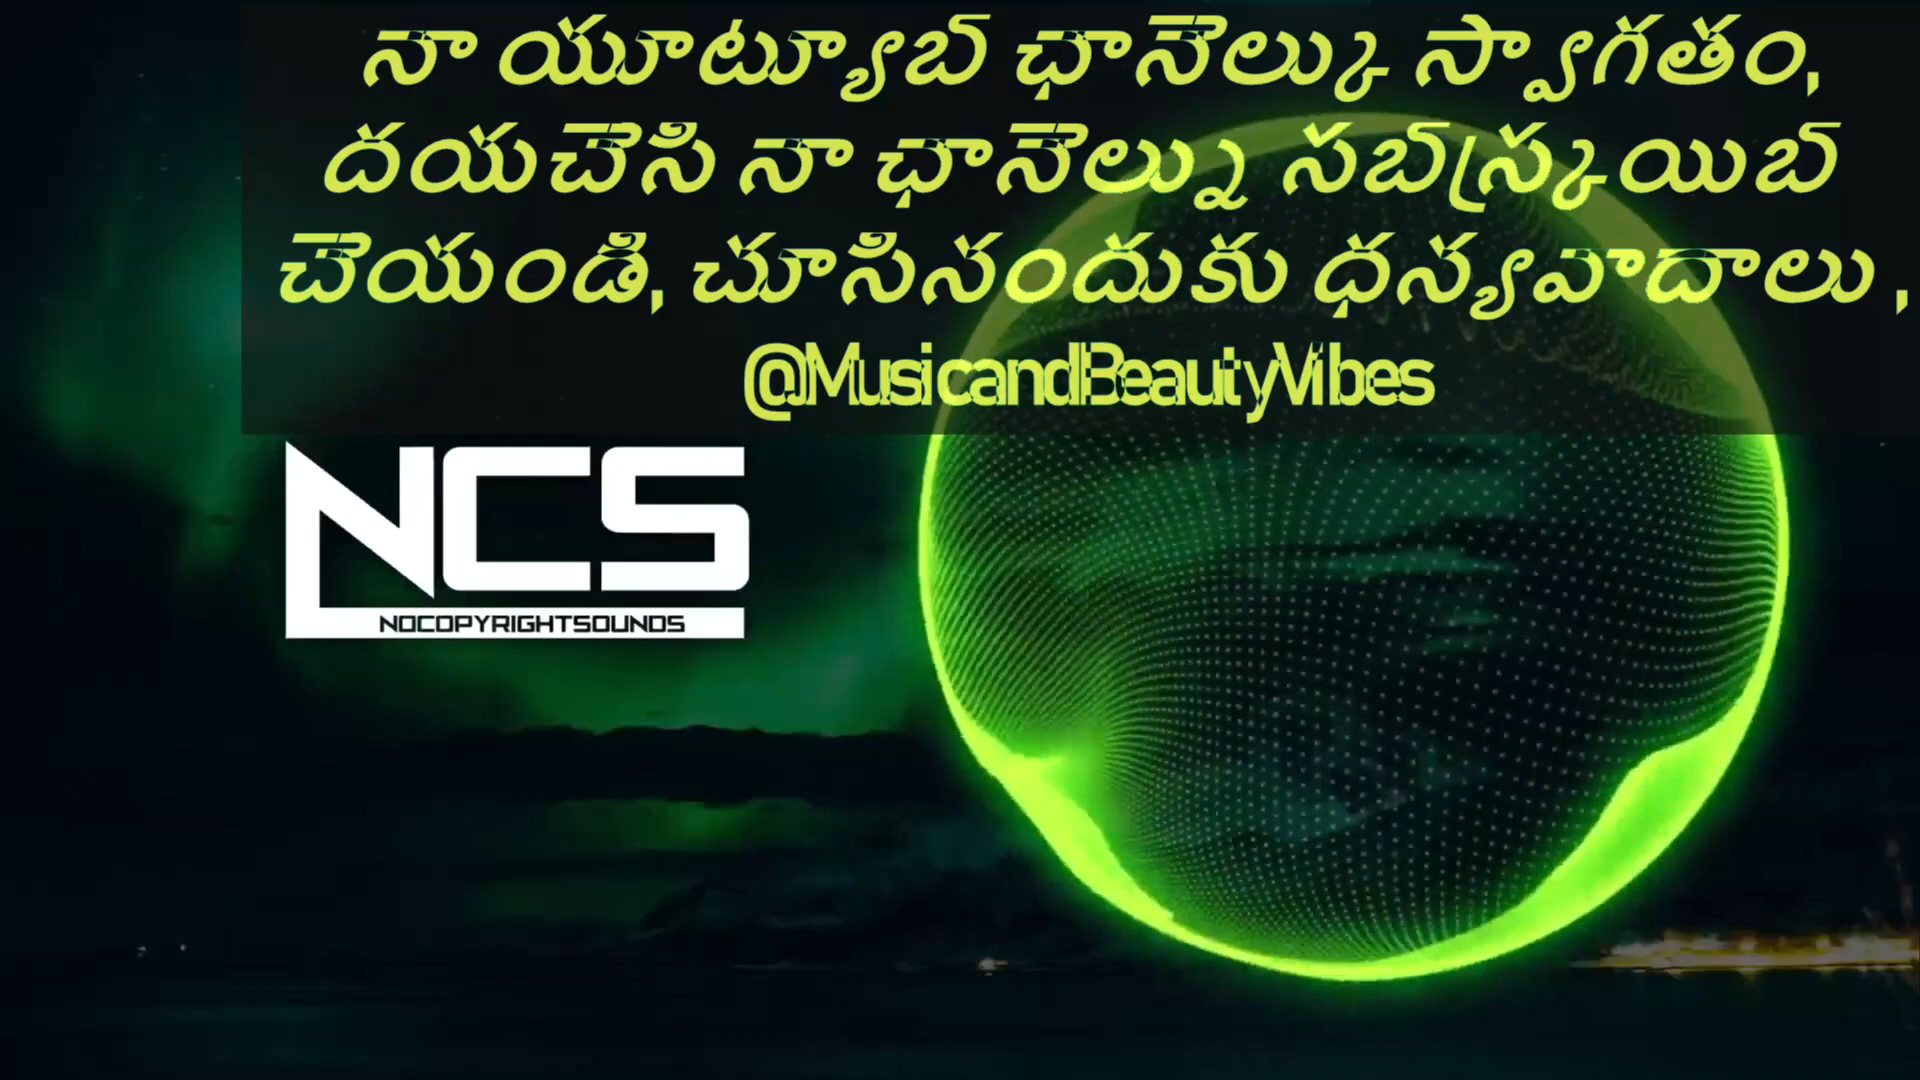 నా యూట్యూబ్ ఛానెల్కు స్వాగతం,
దయచేసి నా ఛానెల్ను సబ్‌స్క్రయిబ్
చేయండి, చూసినందుకు ధన్యవాదాలు ,
@MusicandBeautyVibes
NCS
NOCOPYRIGHTSOUNDS